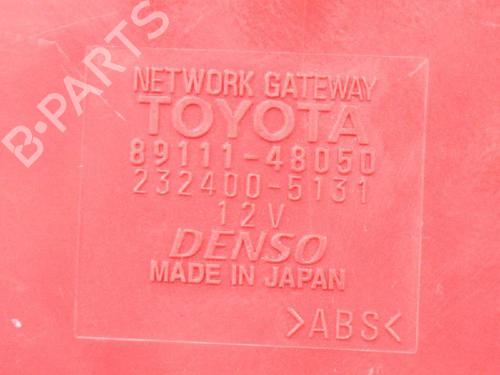 B-PARTS
NETWORK GATEWAY
TOYOTA
89111-48050
232400-5131
12V
DENSO
MADE IN JAPAN
>ABS<